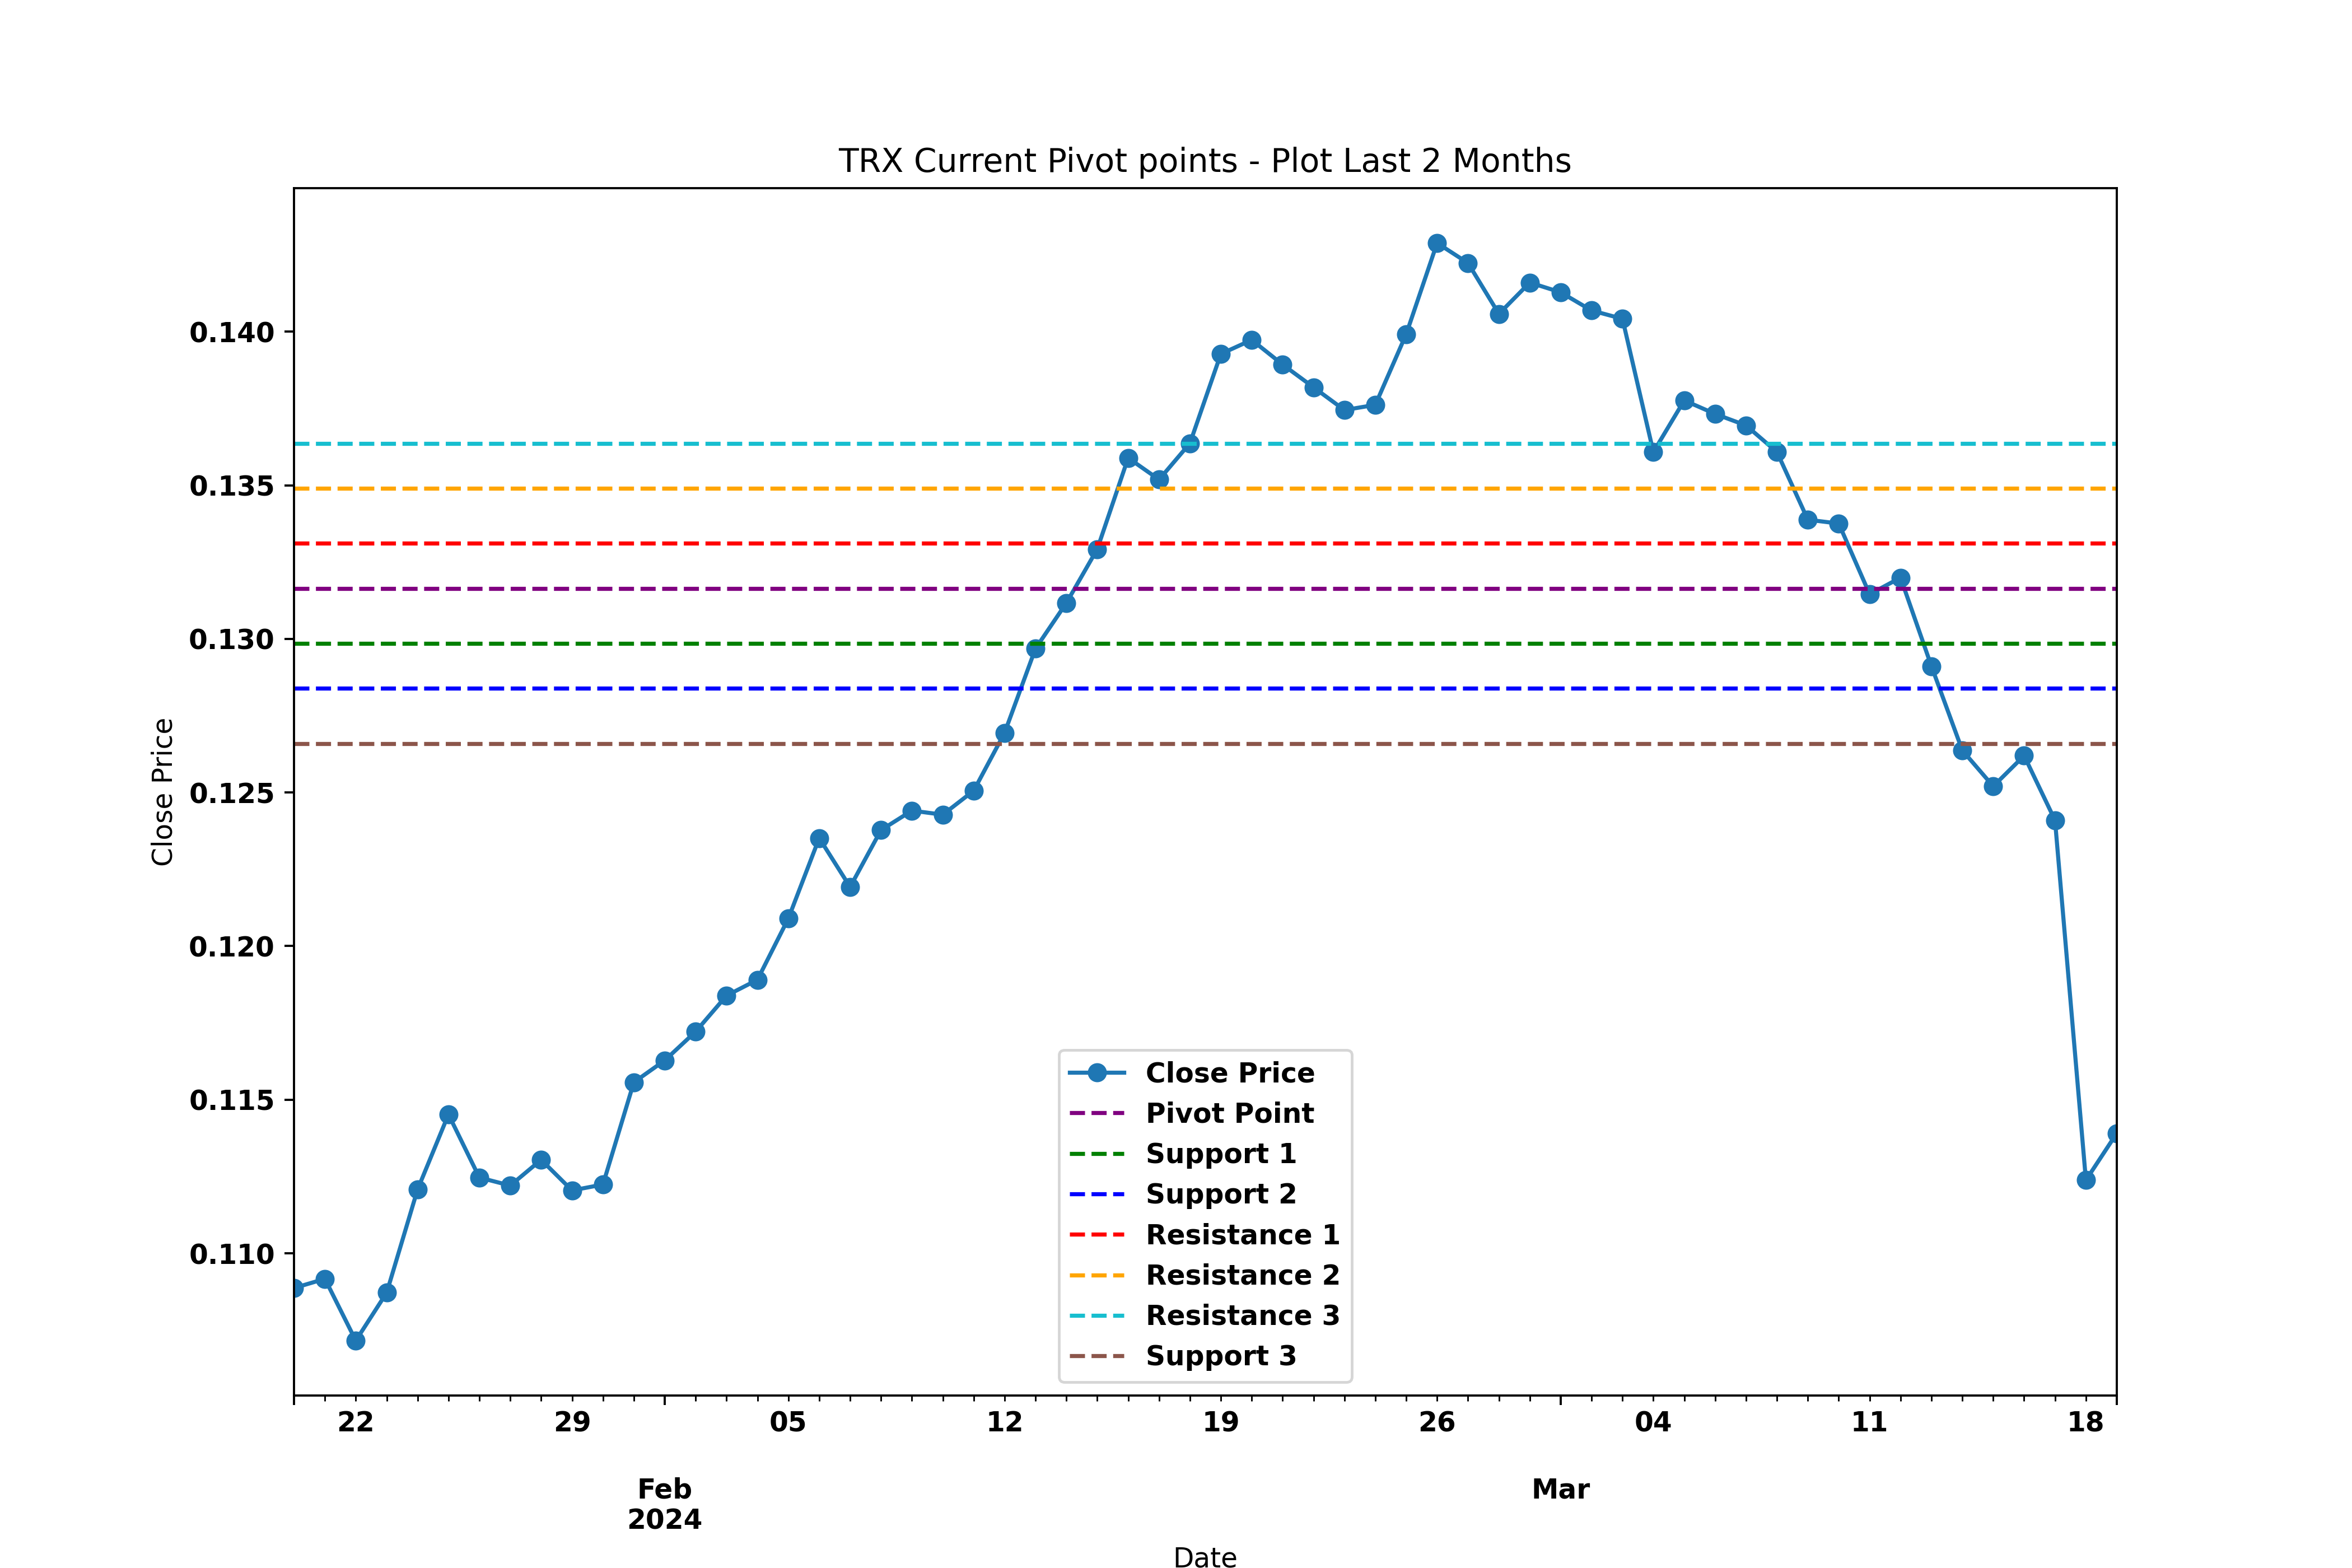 TRX Current Pivot points - Plot Last 2 Months
Close Price
0.140
0.135
0.130
0.125
0.120
0.115
0.110
Close Price
Pivot Point
Support 1
Support 2
Resistance 1
Resistance 2
Resistance 3
Support 3
22 29 05 12 19 26 04 11 18
Feb Mar
2024
Date